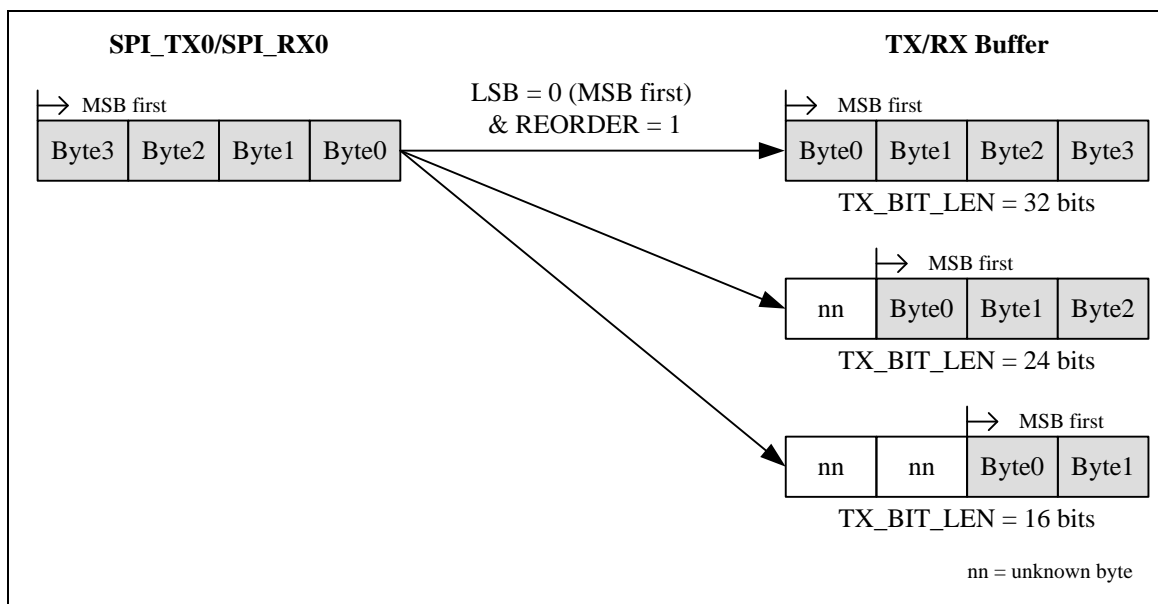 SPI_TX0/SPI_RX0
TX/RX Buffer
MSB first
LSB = 0 (MSB first)
& REORDER = 1
MSB first
Byte3 Byte2 Byte1 Byte0
Byte0 Byte1 Byte2 Byte3
TX_BIT_LEN = 32 bits
MSB first
nn Byte0 Byte1 Byte2
TX_BIT_LEN = 24 bits
MSB first
nn nn Byte0 Byte1
TX_BIT_LEN = 16 bits
nn = unknown byte